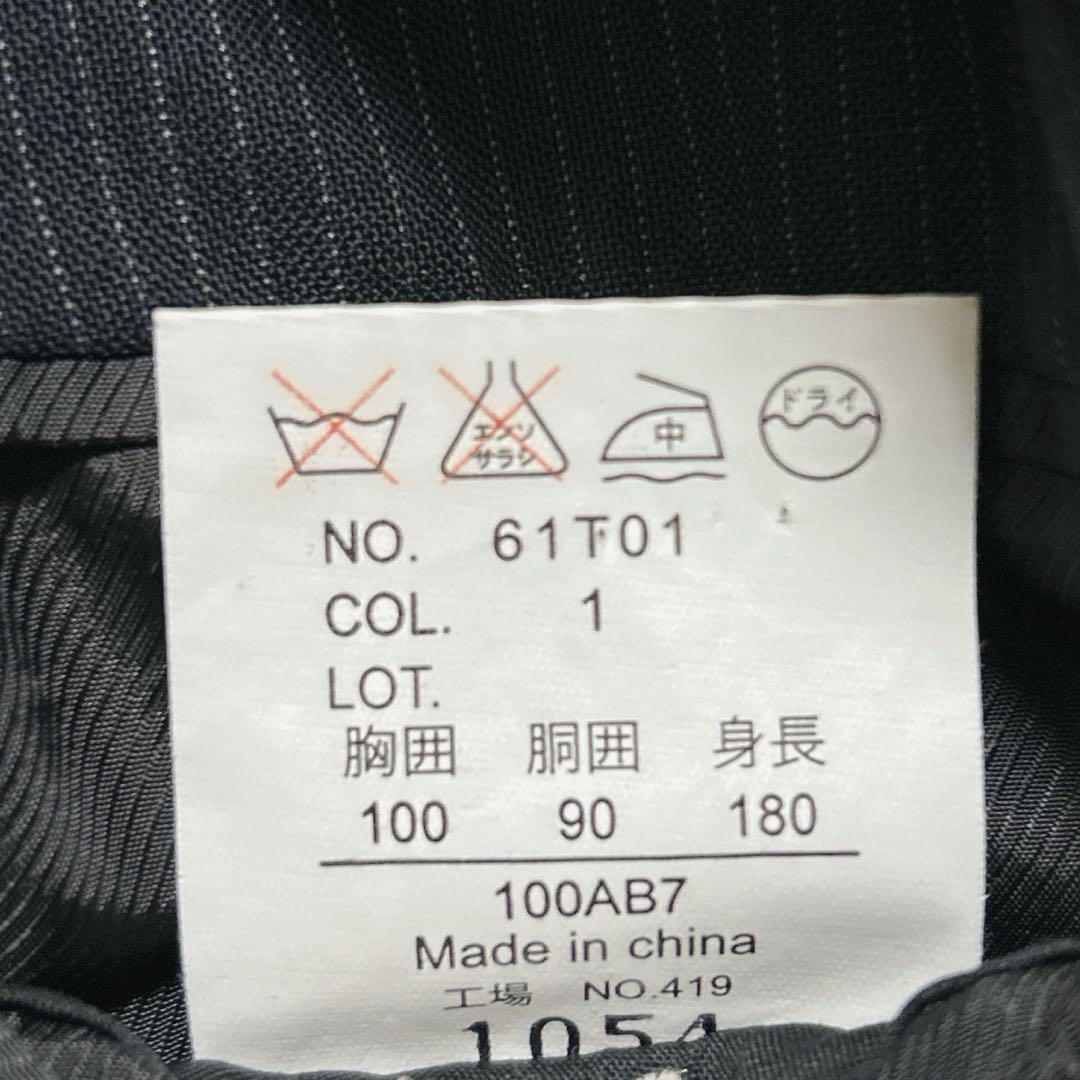 エンソ
サラシ
中
ドライ
NO. 61T01
COL. 1
LOT.
胸囲 胴囲 身長
100 90 180
100AB7
Made in china
工場 NO.419
1054